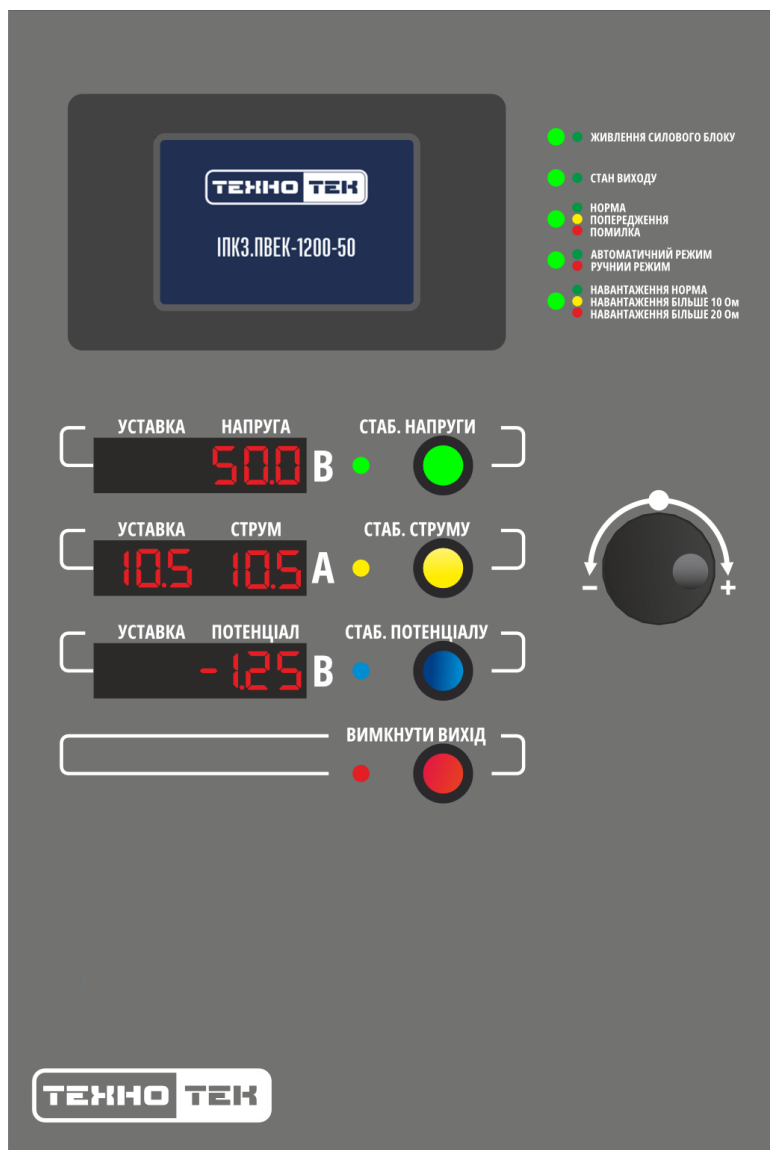 ТЕХНО ТЕК
ІПКЗ.ПВЕК-1200-50
ЖИВЛЕННЯ СИЛОВОГО БЛОКУ
СТАН ВИХОДУ
НОРМА
ПОПЕРЕДЖЕННЯ
ПОМИЛКА
АВТОМАТИЧНИЙ РЕЖИМ
РУЧНИИ РЕЖИМ
НАВАНТАЖЕННЯ НОРМА
НАВАНТАЖЕННЯ БІЛЬШЕ 10 Ом
НАВАНТАЖЕННЯ БІЛЬШЕ 20 Ом
УСТАВКА НАПРУГА СТАБ. НАПРУГИ
50.0 В
УСТАВКА СТРУМ СТАБ. СТРУМУ
10.5 10.5 А
− +
УСТАВКА ПОТЕНЦІАЛ СТАБ. ПОТЕНЦІАЛУ
-1.25 В
ВИМКНУТИ ВИХІД
ТЕХНО ТЕК